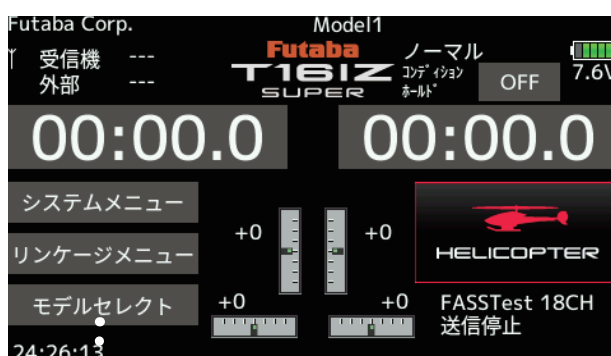 Futaba Corp.
Model1
受信機 ---
外部 ---
Futaba
T16IZ
SUPER
ノーマル
ｺﾝﾃﾞｨｼｮﾝ
ﾎｰﾙﾄﾞ
OFF
7.6V
00:00.0
00:00.0
システムメニュー
リンケージメニュー
モデルセレクト
+0
+0
+0
+0
HELICOPTER
FASSTest 18CH
送信停止
24:26:13